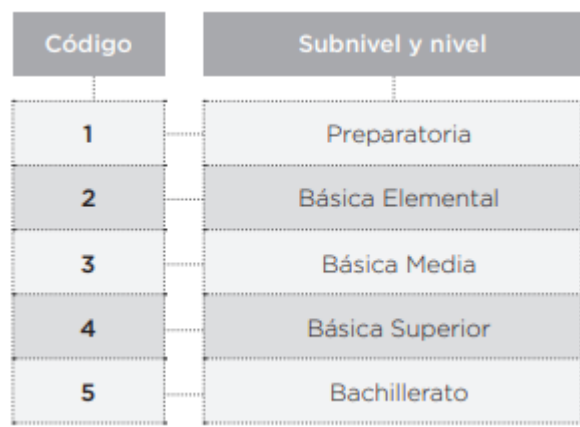 Código Subnivel y nivel
1 Preparatoria
2 Básica Elemental
3 Básica Media
4 Básica Superior
5 Bachillerato